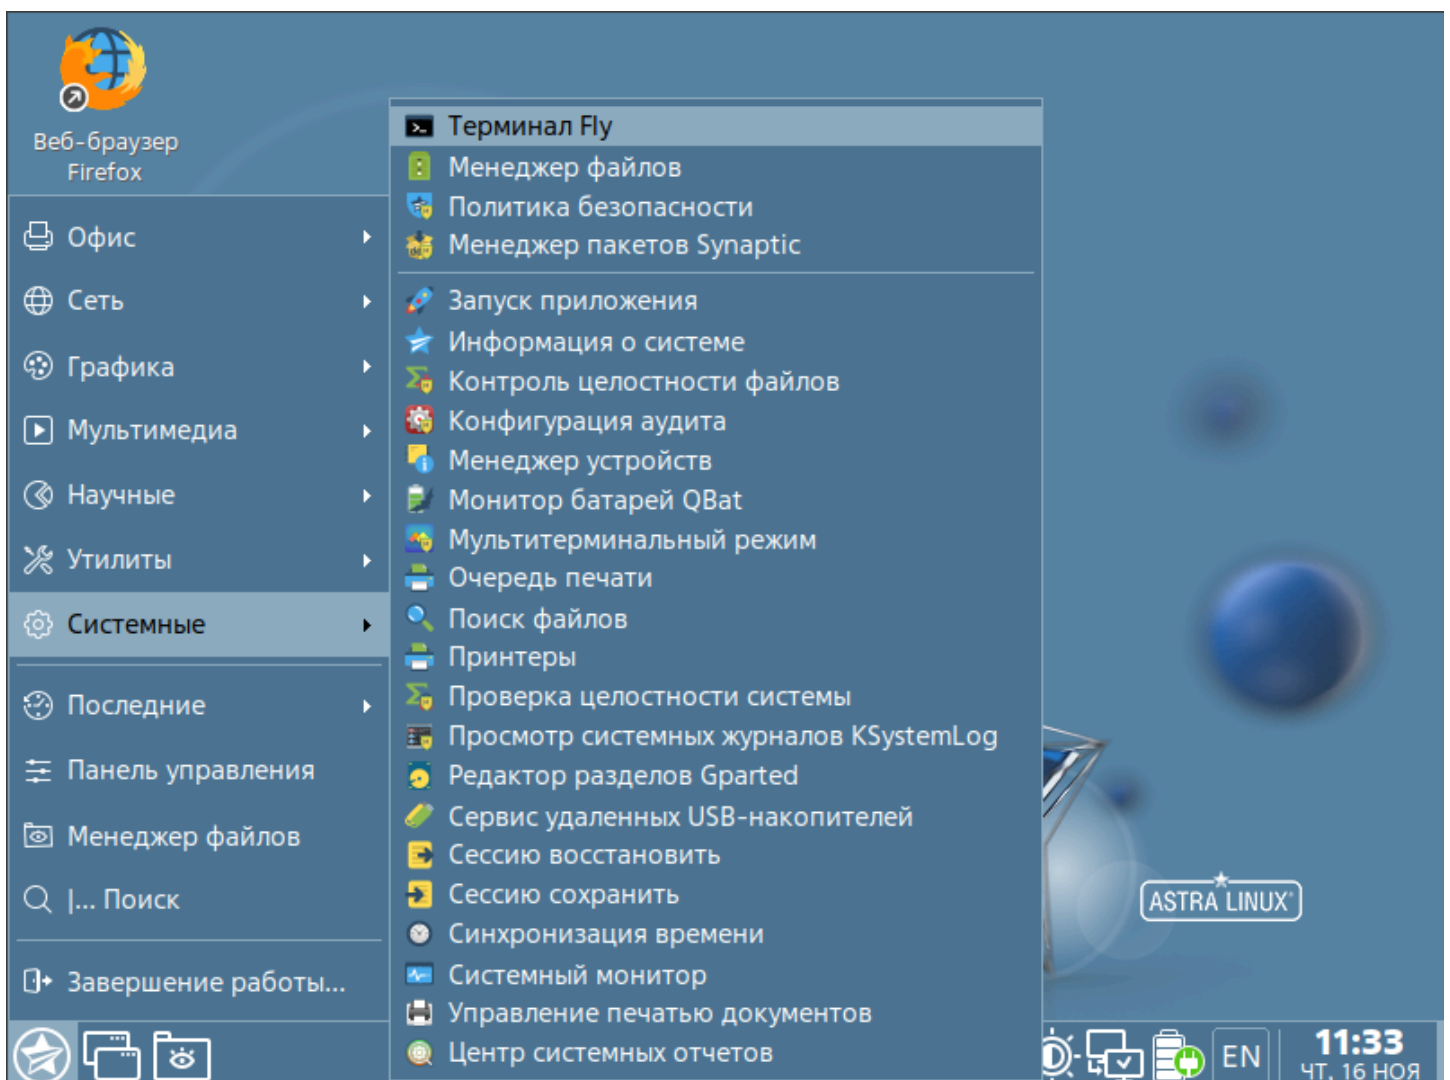 Веб-браузер
Firefox
Офис
Сеть
Графика
Мультимедиа
Научные
Утилиты
Системные
Последние
Панель управления
Менеджер файлов
|... Поиск
Завершение работы...
Терминал Fly
Менеджер файлов
Политика безопасности
Менеджер пакетов Synaptic
Запуск приложения
Информация о системе
Контроль целостности файлов
Конфигурация аудита
Менеджер устройств
Монитор батарей QBat
Мультитерминальный режим
Очередь печати
Поиск файлов
Принтеры
Проверка целостности системы
Просмотр системных журналов KSystemLog
Редактор разделов Gparted
Сервис удаленных USB-накопителей
Сессию восстановить
Сессию сохранить
Синхронизация времени
Системный монитор
Управление печатью документов
Центр системных отчетов
ASTRA LINUX®
EN
11:33
ЧТ, 16 НОЯ